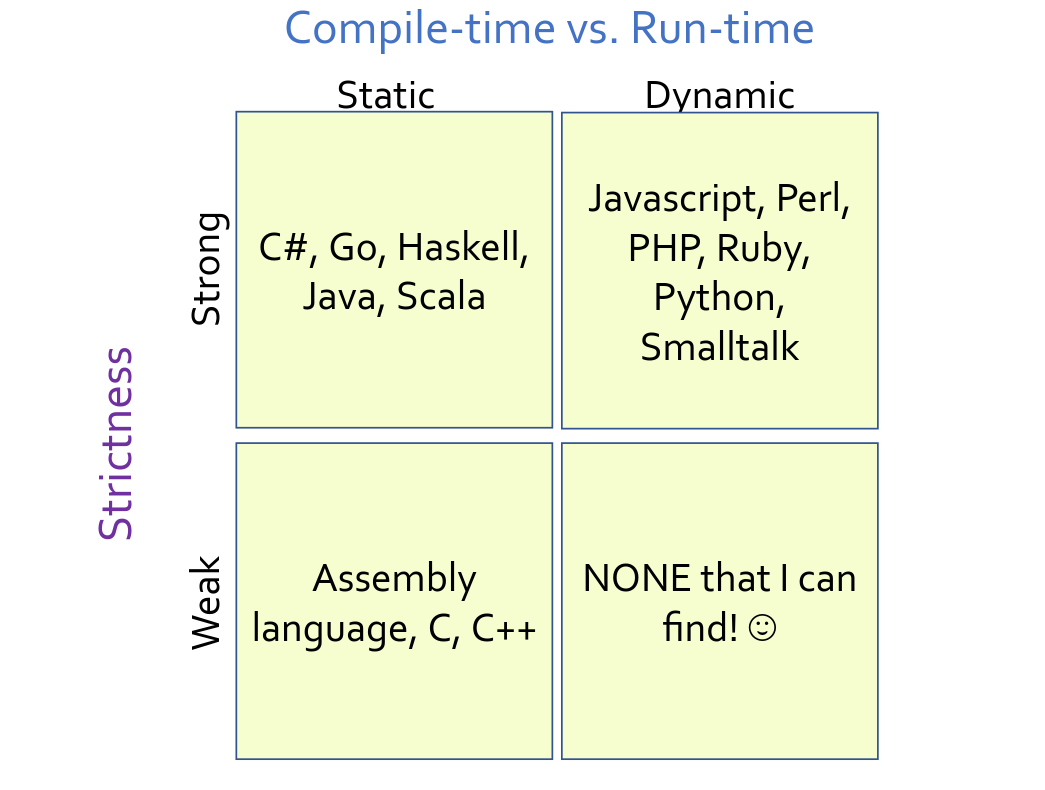 Compile-time vs. Run-time
Static
Dynamic
Strictness
Strong
C#, Go, Haskell,
Java, Scala
Javascript, Perl,
PHP, Ruby,
Python,
Smalltalk
Weak
Assembly
language, C, C++
NONE that I can
find! ☺